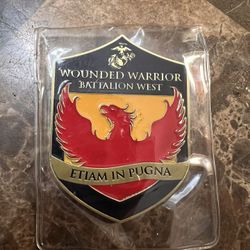 WOUNDED WARRIOR
BATTALION WEST
ETIAM IN PUGNA